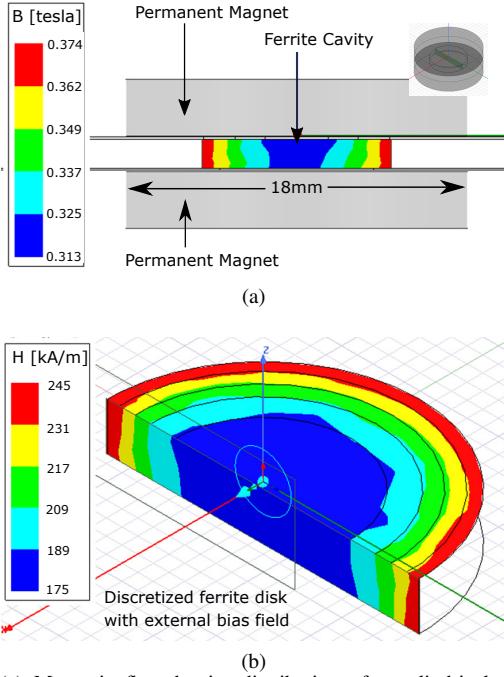 B [tesla]
0.374
0.362
0.349
0.337
0.325
0.313
Permanent Magnet
Ferrite Cavity
18mm
Permanent Magnet
(a)
H [kA/m]
245
231
217
209
189
175
z
Discretized ferrite disk
with external bias field
(b)